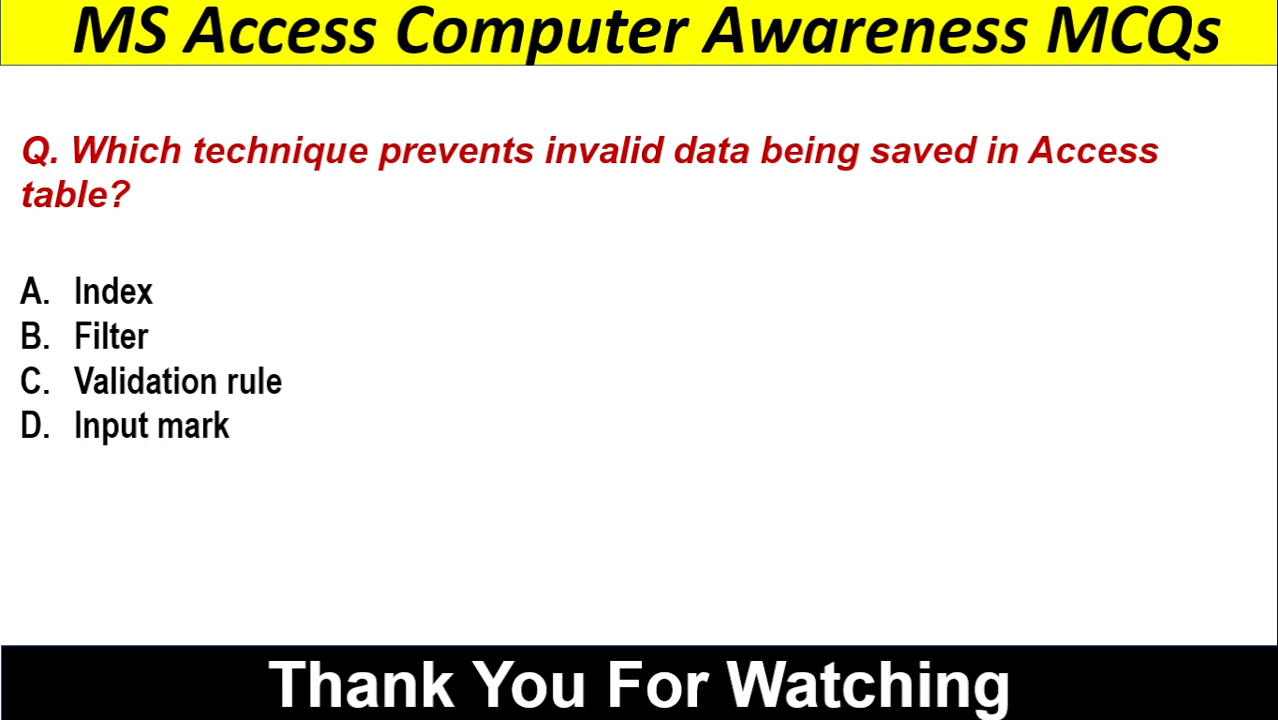 MS Access Computer Awareness MCQs
Q. Which technique prevents invalid data being saved in Access
table?
A. Index
B. Filter
C. Validation rule
D. Input mark
Thank You For Watching